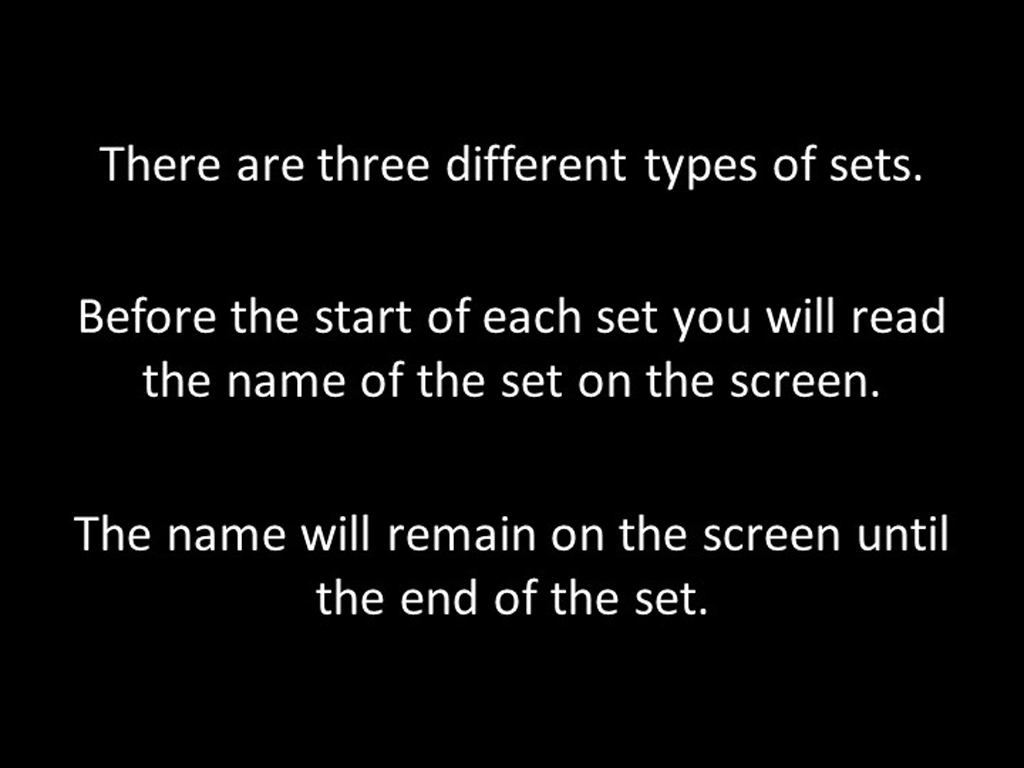 There are three different types of sets.
Before the start of each set you will read
the name of the set on the screen.
The name will remain on the screen until
the end of the set.